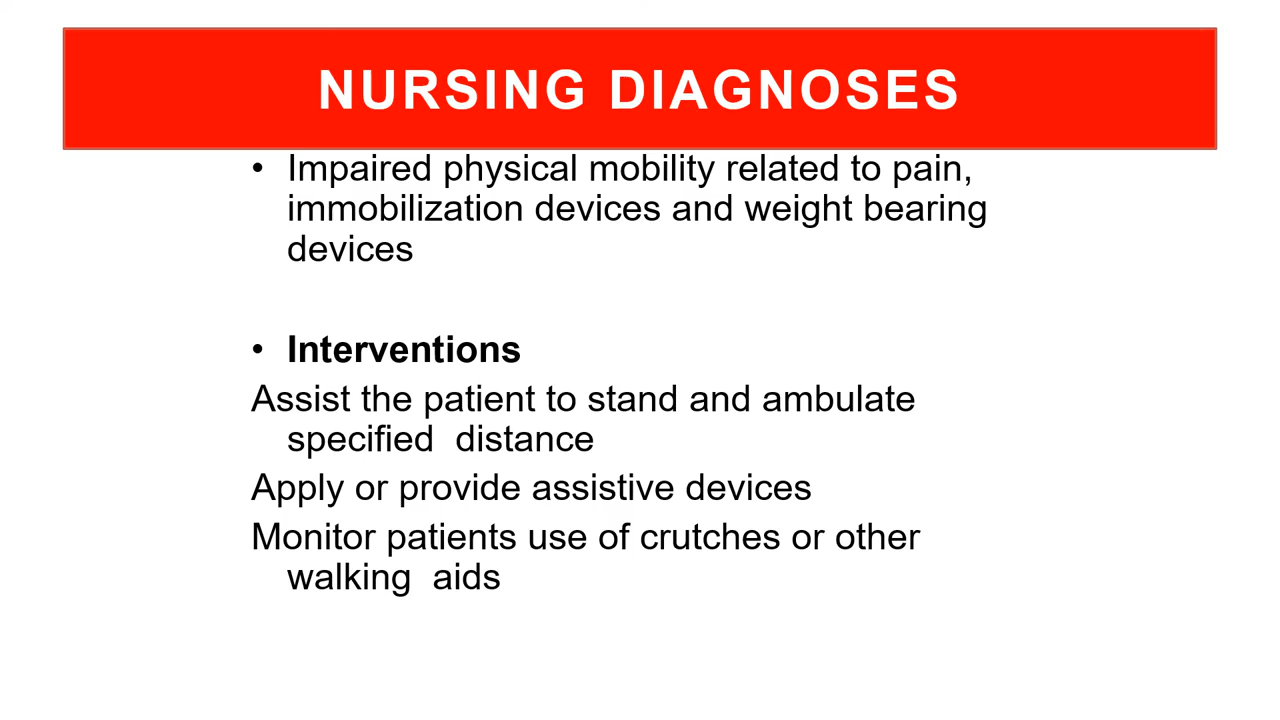 NURSING DIAGNOSES
• Impaired physical mobility related to pain,
immobilization devices and weight bearing
devices
• Interventions
Assist the patient to stand and ambulate
specified distance
Apply or provide assistive devices
Monitor patients use of crutches or other
walking aids